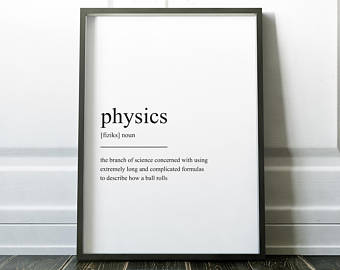 physics
[fiziks] noun
the branch of science concerned with using
extremely long and complicated formulas
to describe how a ball rolls